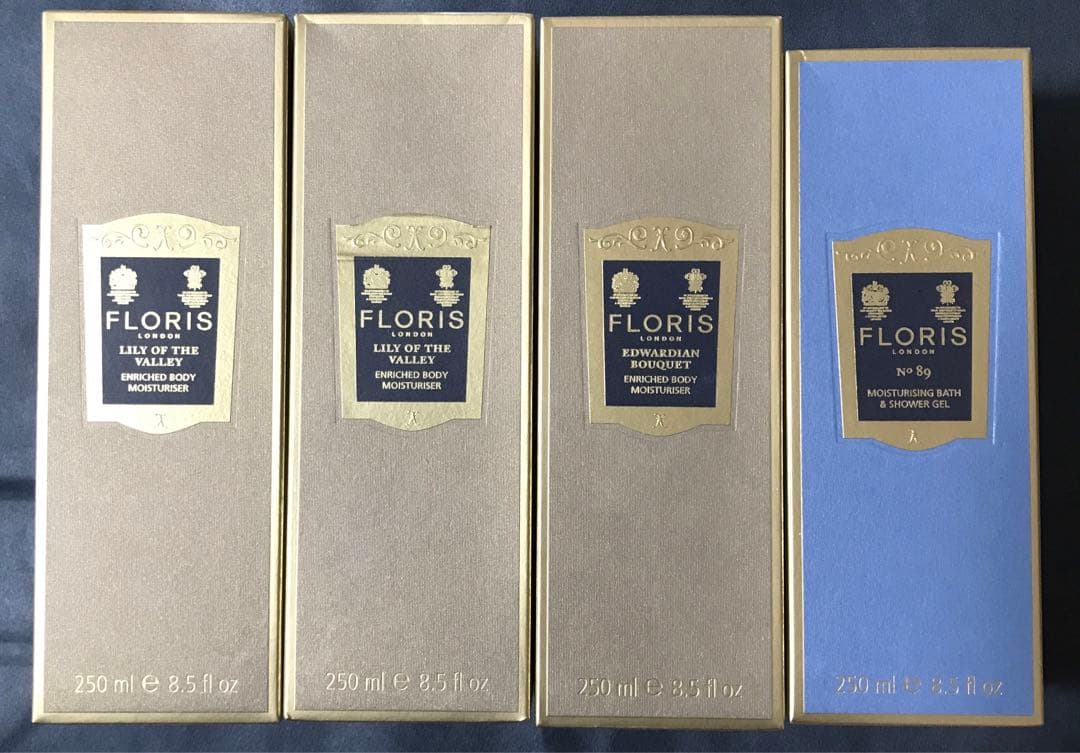 FLORIS
LONDON
LILY OF THE
VALLEY
ENRICHED BODY
MOISTURISER
250 ml e 8.5 fl oz
FLORIS
LONDON
LILY OF THE
VALLEY
ENRICHED BODY
MOISTURISER
250 ml e 8.5 fl oz
FLORIS
LONDON
EDWARDIAN
BOUQUET
ENRICHED BODY
MOISTURISER
250 ml e 8.5 fl oz
FLORIS
LONDON
Nº 89
MOISTURISING BATH
& SHOWER GEL
250 ml e 8.5 fl oz